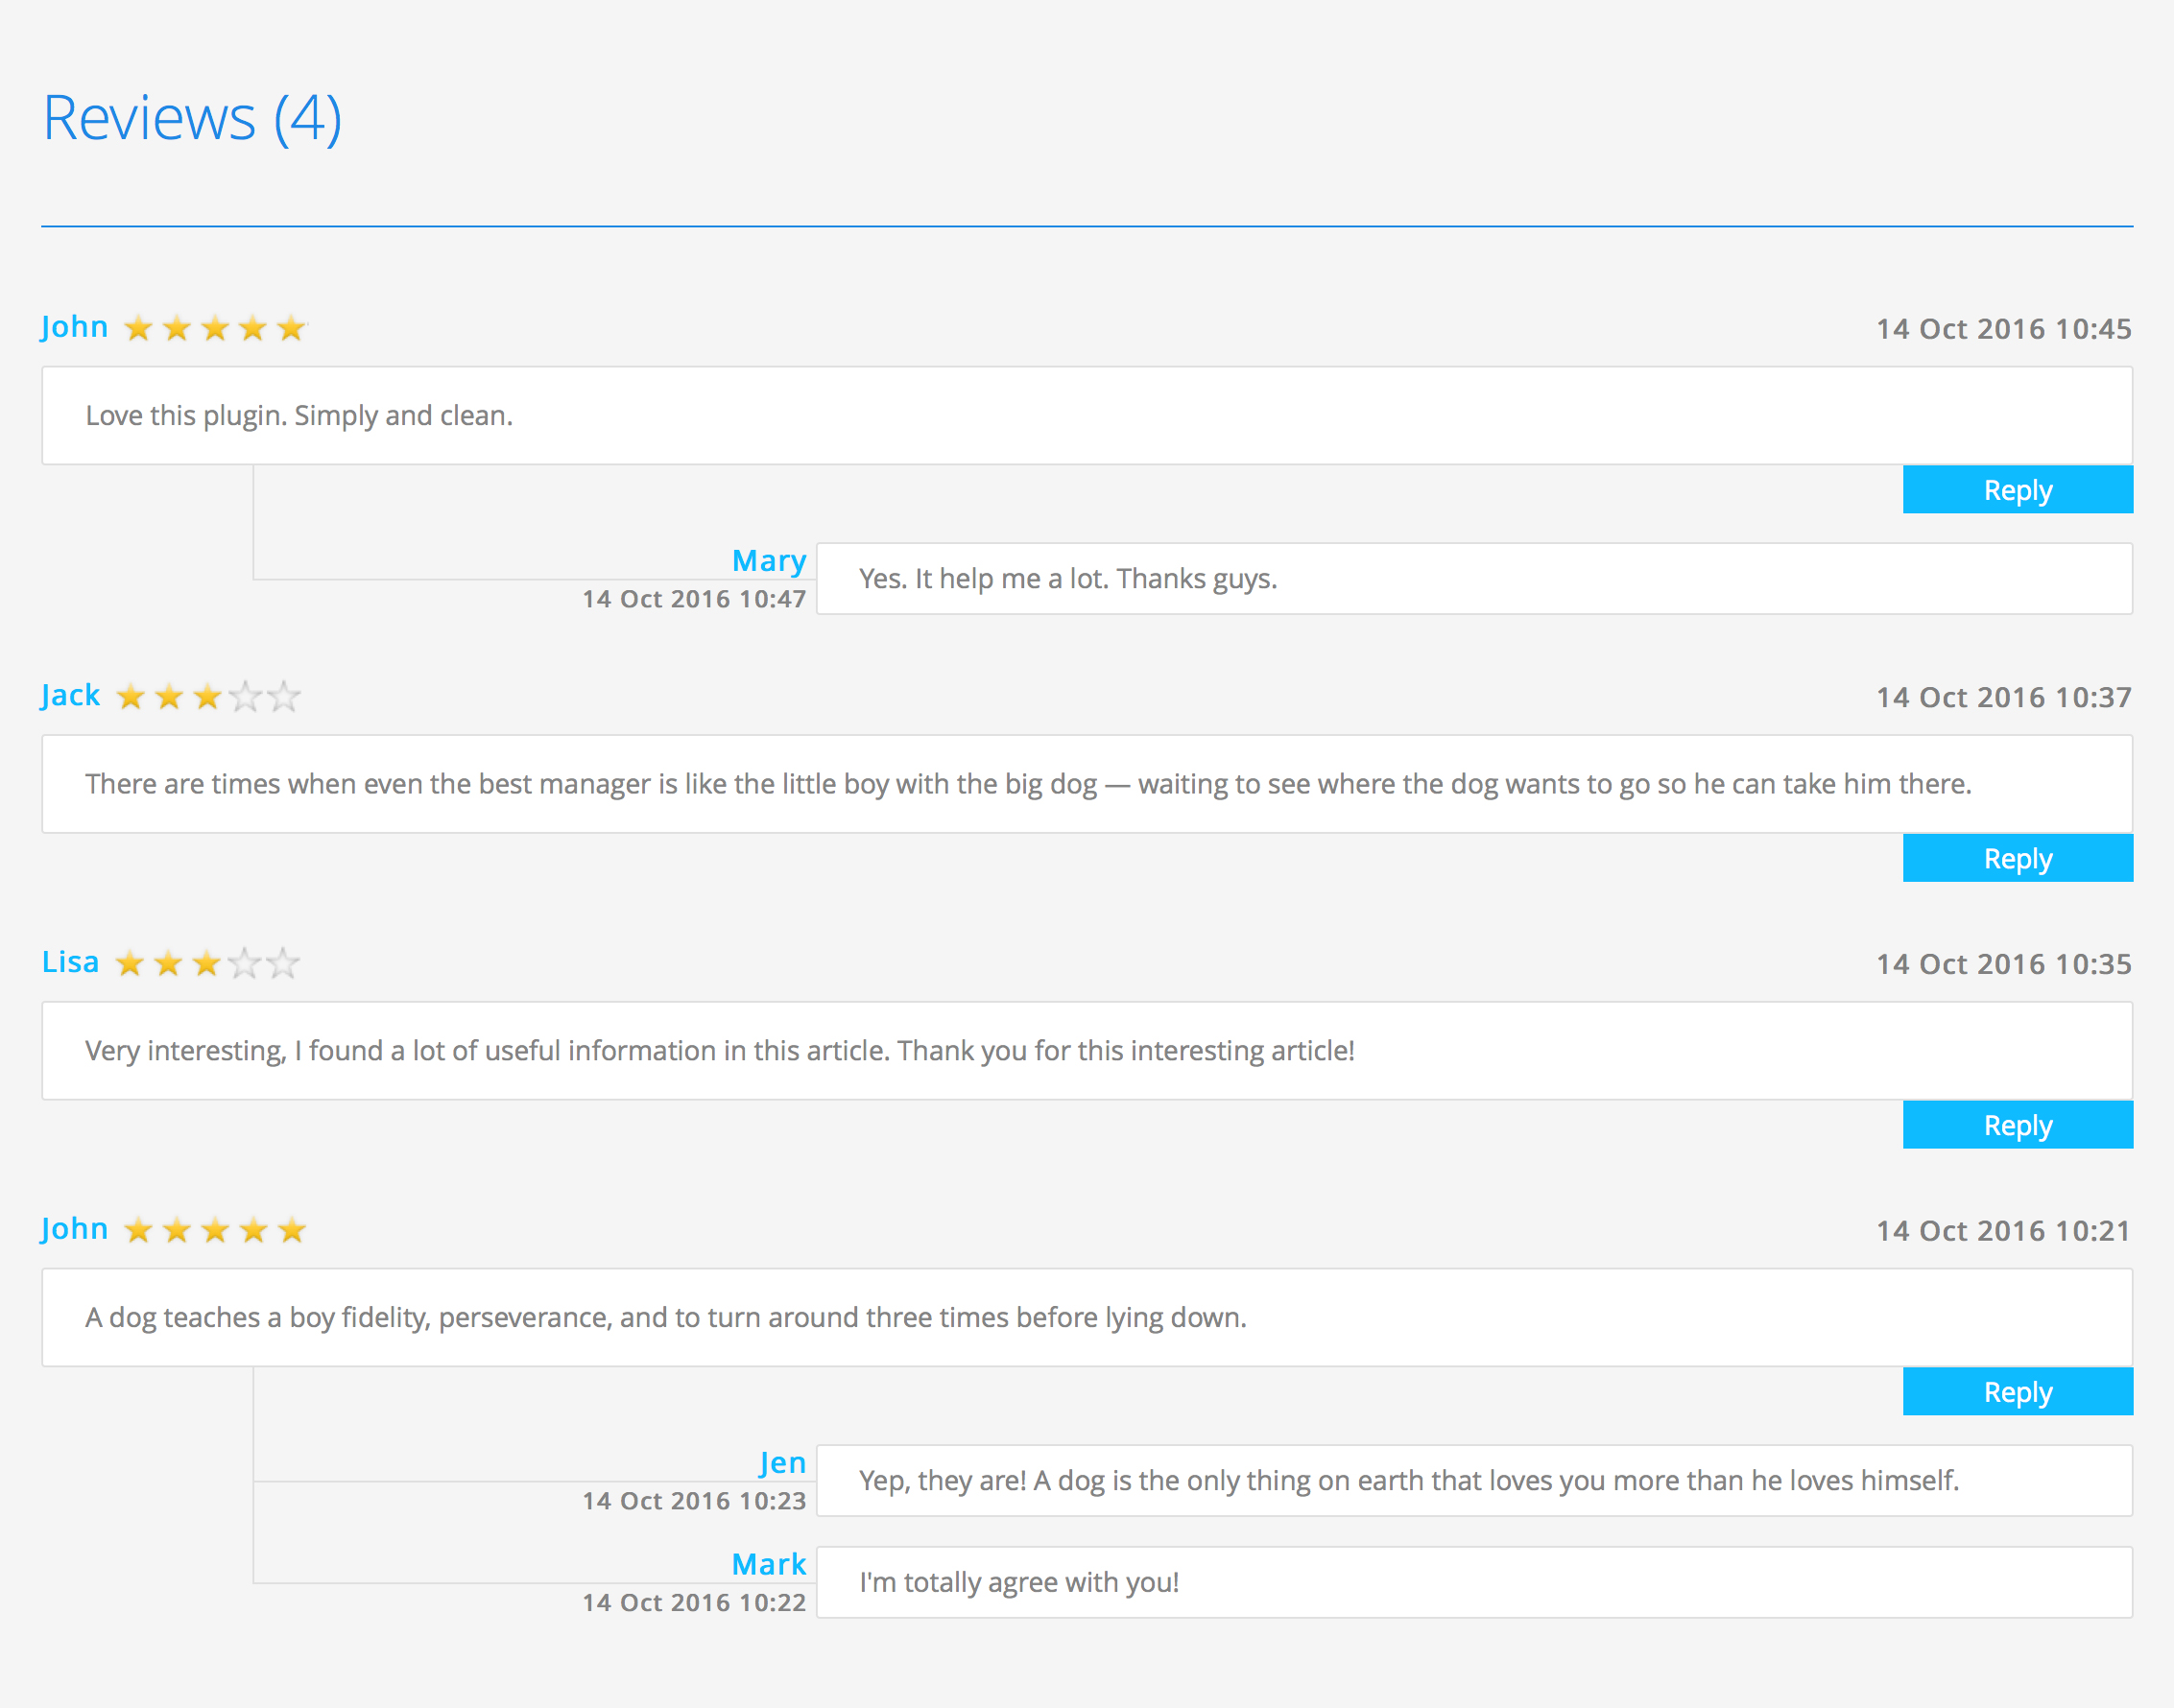 Reviews (4)
John 14 Oct 2016 10:45
Love this plugin. Simply and clean.
Reply
Mary
14 Oct 2016 10:47
Yes. It help me a lot. Thanks guys.
Jack 14 Oct 2016 10:37
There are times when even the best manager is like the little boy with the big dog — waiting to see where the dog wants to go so he can take him there.
Reply
Lisa 14 Oct 2016 10:35
Very interesting, I found a lot of useful information in this article. Thank you for this interesting article!
Reply
John 14 Oct 2016 10:21
A dog teaches a boy fidelity, perseverance, and to turn around three times before lying down.
Reply
Jen
14 Oct 2016 10:23
Yep, they are! A dog is the only thing on earth that loves you more than he loves himself.
Mark
14 Oct 2016 10:22
I'm totally agree with you!